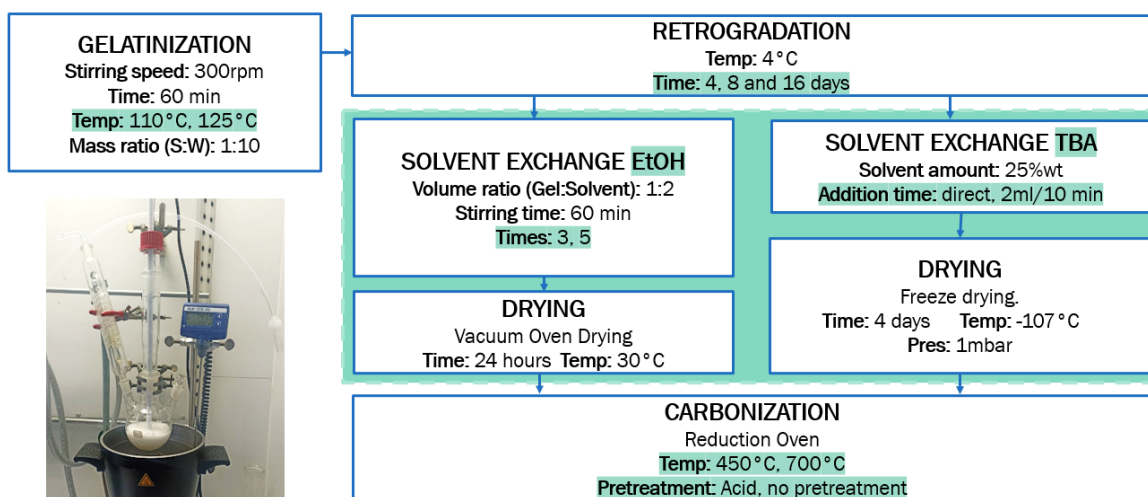 GELATINIZATION
Stirring speed: 300rpm
Time: 60 min
Temp: 110°C, 125°C
Mass ratio (S:W): 1:10
RETROGRADATION
Temp: 4°C
Time: 4, 8 and 16 days
SOLVENT EXCHANGE EtOH
Volume ratio (Gel:Solvent): 1:2
Stirring time: 60 min
Times: 3, 5
SOLVENT EXCHANGE TBA
Solvent amount: 25%wt
Addition time: direct, 2ml/10 min
DRYING
Vacuum Oven Drying
Time: 24 hours Temp: 30°C
DRYING
Freeze drying.
Time: 4 days Temp: -107°C
Pres: 1mbar
CARBONIZATION
Reduction Oven
Temp: 450°C, 700°C
Pretreatment: Acid, no pretreatment